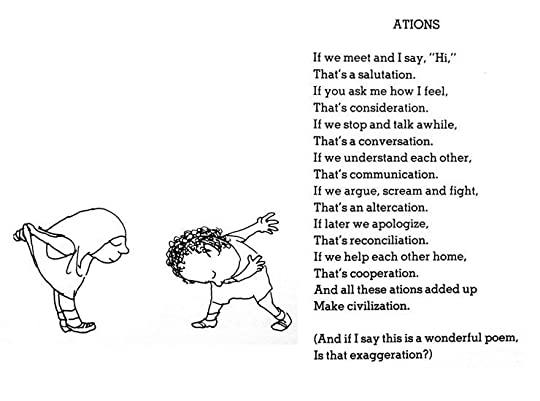 ATIONS
If we meet and I say, "Hi,"
That's a salutation.
If you ask me how I feel,
That's consideration.
If we stop and talk awhile,
That's a conversation.
If we understand each other,
That's communication.
If we argue, scream and fight,
That's an altercation.
If later we apologize,
That's reconciliation.
If we help each other home,
That's cooperation.
And all these ations added up
Make civilization.
(And if I say this is a wonderful poem,
Is that exaggeration?)